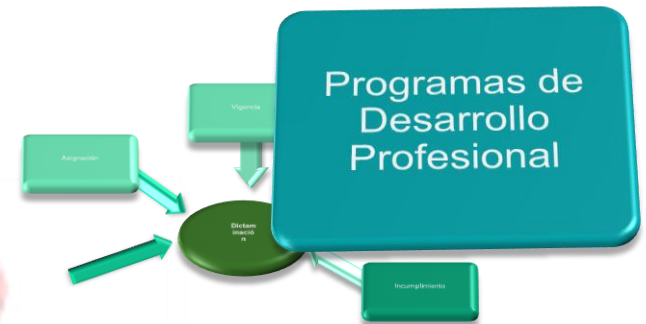 Programas de
Desarrollo
Profesional
Vigencia
Asignación
Dictam
inació
n
Incumplimiento